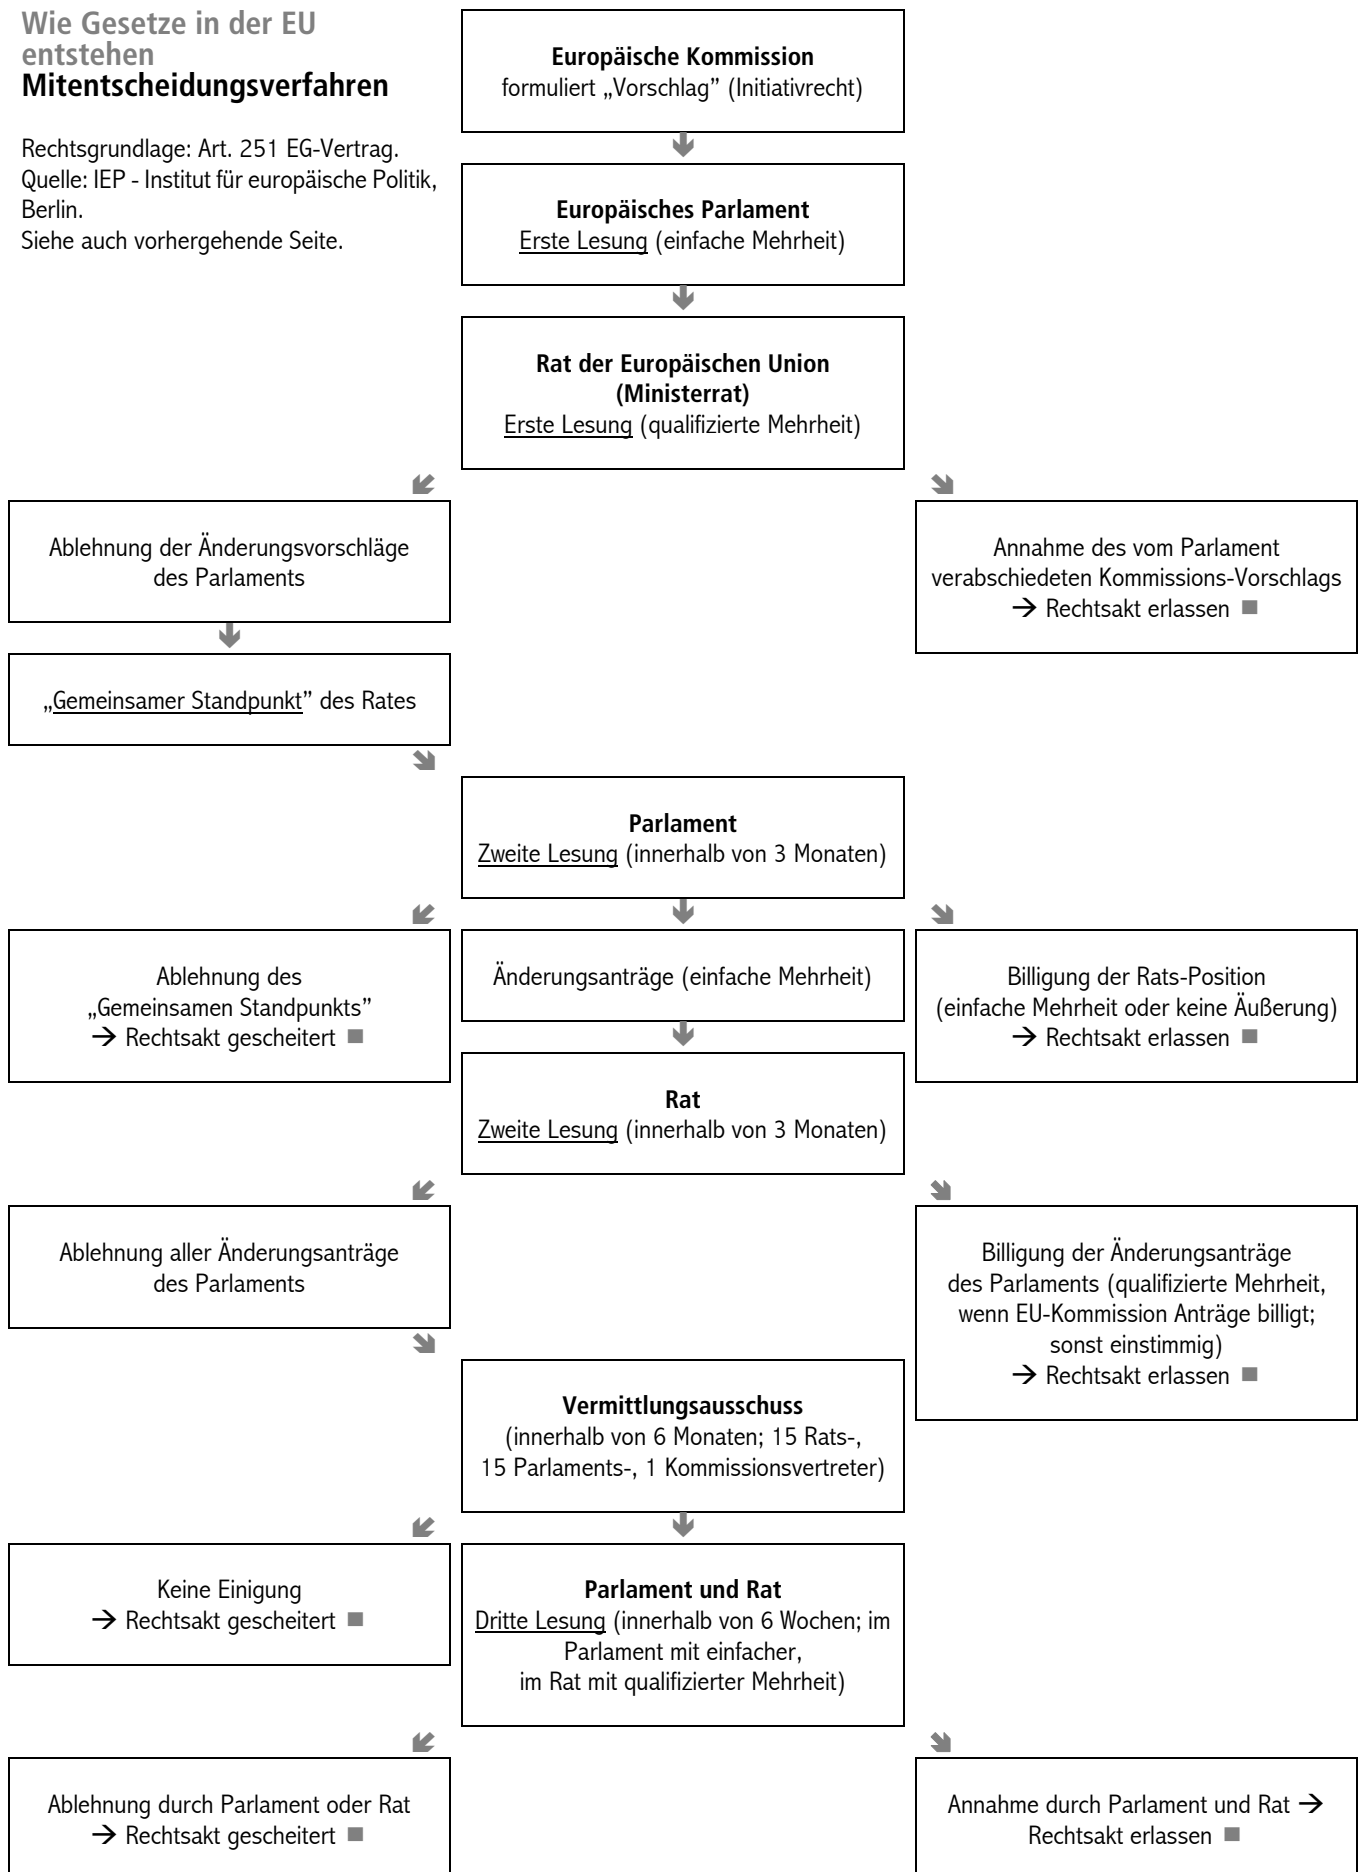 Wie Gesetze in der EU
entstehen
Mitentscheidungsverfahren
Rechtsgrundlage: Art. 251 EG-Vertrag.
Quelle: IEP - Institut für europäische Politik,
Berlin.
Siehe auch vorhergehende Seite.
Europäische Kommission
formuliert „Vorschlag” (Initiativrecht)
Europäisches Parlament
Erste Lesung (einfache Mehrheit)
Rat der Europäischen Union
(Ministerrat)
Erste Lesung (qualifizierte Mehrheit)
Ablehnung der Änderungsvorschläge
des Parlaments
Annahme des vom Parlament
verabschiedeten Kommissions-Vorschlags
→ Rechtsakt erlassen ■
„Gemeinsamer Standpunkt” des Rates
Parlament
Zweite Lesung (innerhalb von 3 Monaten)
Ablehnung des
„Gemeinsamen Standpunkts”
→ Rechtsakt gescheitert ■
Änderungsanträge (einfache Mehrheit)
Billigung der Rats-Position
(einfache Mehrheit oder keine Äußerung)
→ Rechtsakt erlassen ■
Rat
Zweite Lesung (innerhalb von 3 Monaten)
Ablehnung aller Änderungsanträge
des Parlaments
Billigung der Änderungsanträge
des Parlaments (qualifizierte Mehrheit,
wenn EU-Kommission Anträge billigt;
sonst einstimmig)
→ Rechtsakt erlassen ■
Vermittlungsausschuss
(innerhalb von 6 Monaten; 15 Rats-,
15 Parlaments-, 1 Kommissionsvertreter)
Keine Einigung
→ Rechtsakt gescheitert ■
Parlament und Rat
Dritte Lesung (innerhalb von 6 Wochen; im
Parlament mit einfacher,
im Rat mit qualifizierter Mehrheit)
Ablehnung durch Parlament oder Rat
→ Rechtsakt gescheitert ■
Annahme durch Parlament und Rat →
Rechtsakt erlassen ■